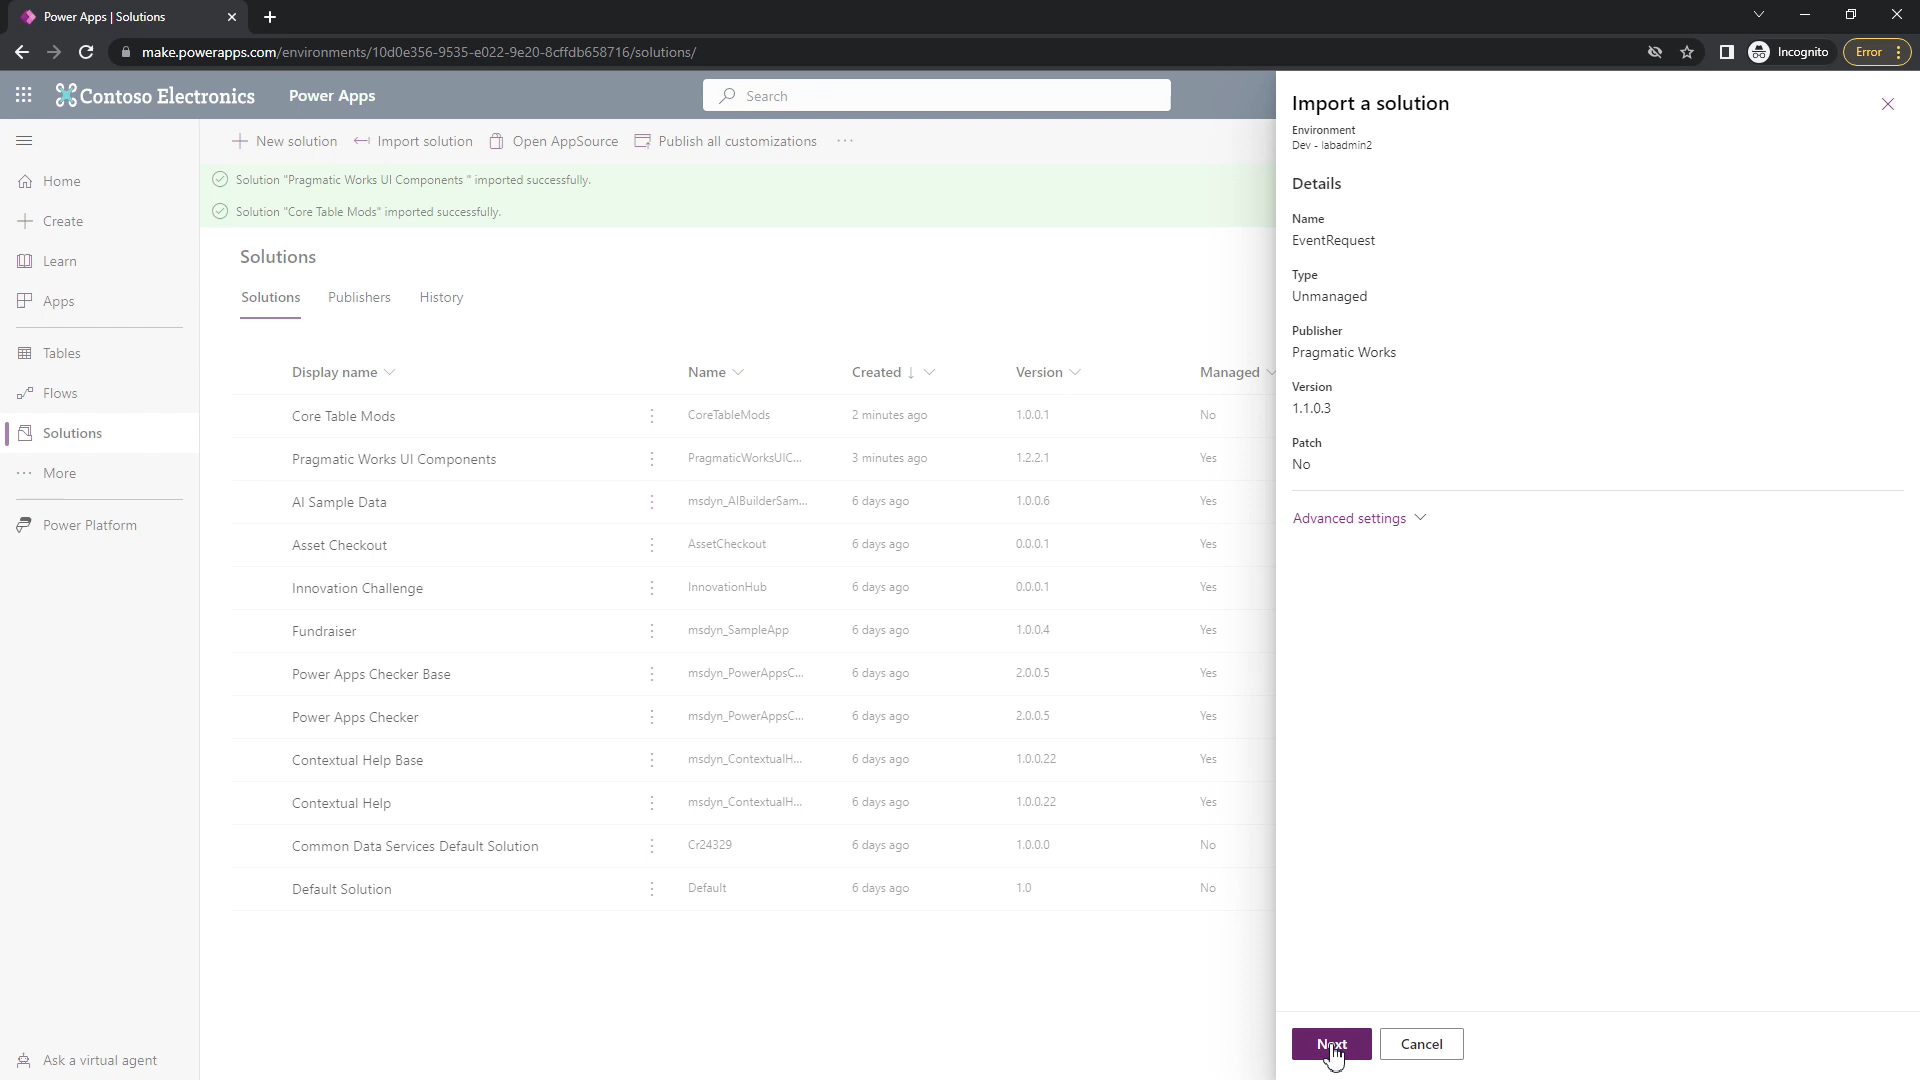 Power Apps | Solutions
make.powerapps.com/environments/10d0e356-9535-e022-9e20-8cffdb658716/solutions/
Incognito
Error
Contoso Electronics
Power Apps
Search
New solution
Import solution
Open AppSource
Publish all customizations
Solution "Pragmatic Works UI Components " imported successfully.
Solution "Core Table Mods" imported successfully.
Home
Create
Learn
Apps
Tables
Flows
Solutions
More
Power Platform
Ask a virtual agent
Solutions
Solutions Publishers History
Display name Name Created Version Managed
Core Table Mods CoreTableMods 2 minutes ago 1.0.0.1 No
Pragmatic Works UI Components PragmaticWorksUIC... 3 minutes ago 1.2.2.1 Yes
AI Sample Data msdyn_AIBuilderSam... 6 days ago 1.0.0.6 Yes
Asset Checkout AssetCheckout 6 days ago 0.0.0.1 Yes
Innovation Challenge InnovationHub 6 days ago 0.0.0.1 Yes
Fundraiser msdyn_SampleApp 6 days ago 1.0.0.4 Yes
Power Apps Checker Base msdyn_PowerAppsC... 6 days ago 2.0.0.5 Yes
Power Apps Checker msdyn_PowerAppsC... 6 days ago 2.0.0.5 Yes
Contextual Help Base msdyn_ContextualH... 6 days ago 1.0.0.22 Yes
Contextual Help msdyn_ContextualH... 6 days ago 1.0.0.22 Yes
Common Data Services Default Solution Cr24329 6 days ago 1.0.0.0 No
Default Solution Default 6 days ago 1.0 No
Import a solution
Environment
Dev - labadmin2
Details
Name
EventRequest
Type
Unmanaged
Publisher
Pragmatic Works
Version
1.1.0.3
Patch
No
Advanced settings
Next
Cancel